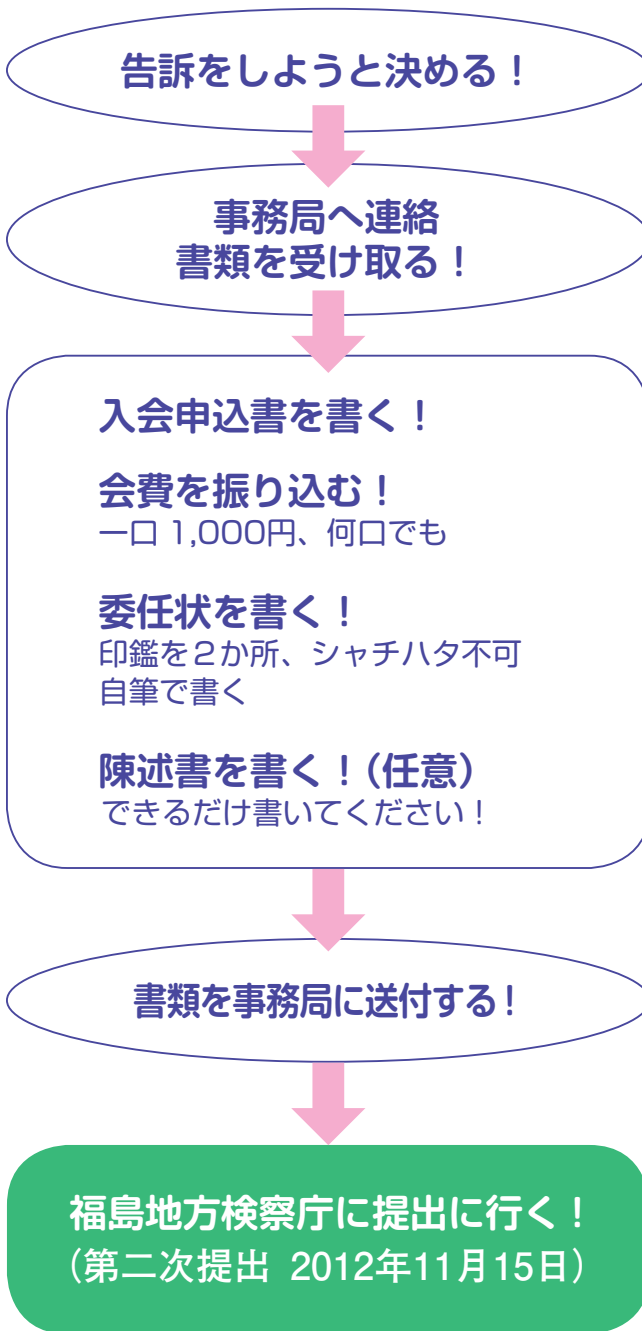 告訴をしようと決める！
事務局へ連絡
書類を受け取る！
入会申込書を書く！
会費を振り込む！
一口 1,000円、何口でも
委任状を書く！
印鑑を２か所、シャチハタ不可
自筆で書く
陳述書を書く！（任意）
できるだけ書いてください！
書類を事務局に送付する！
福島地方検察庁に提出に行く！
（第二次提出 2012年11月15日）